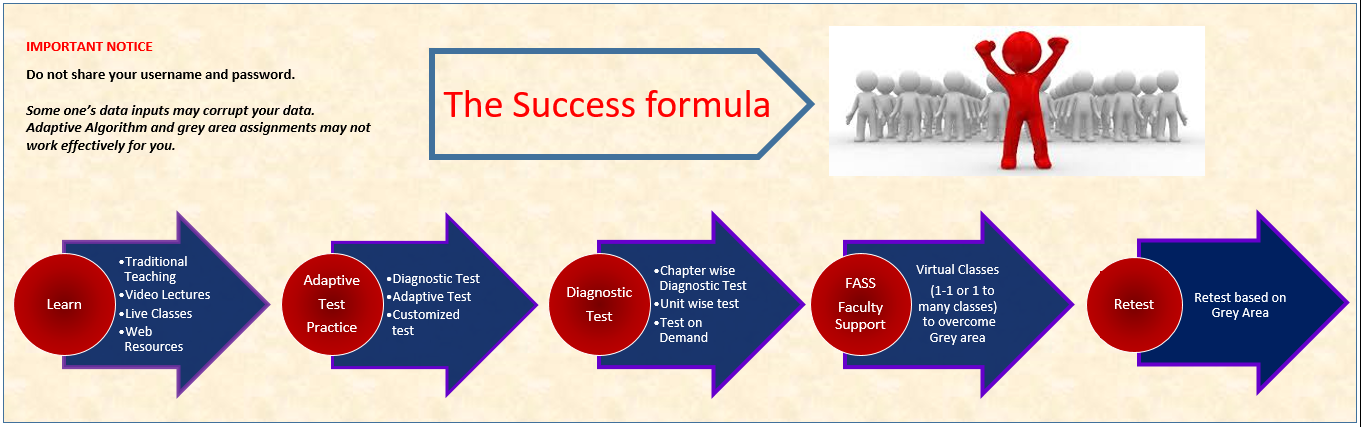 IMPORTANT NOTICE
Do not share your username and password.
Some one's data inputs may corrupt your data.
Adaptive Algorithm and grey area assignments may not
work effectively for you.
The Success formula
Learn
•Traditional
Teaching
•Video Lectures
•Live Classes
•Web
Resources
Adaptive
Test
Practice
•Diagnostic Test
•Adaptive Test
•Customized
test
Diagnostic
Test
•Chapter wise
Diagnostic Test
•Unit wise test
•Test on
Demand
FASS
Faculty
Support
Virtual Classes
(1-1 or 1 to
many classes)
to overcome
Grey area
Retest
Retest based on
Grey Area